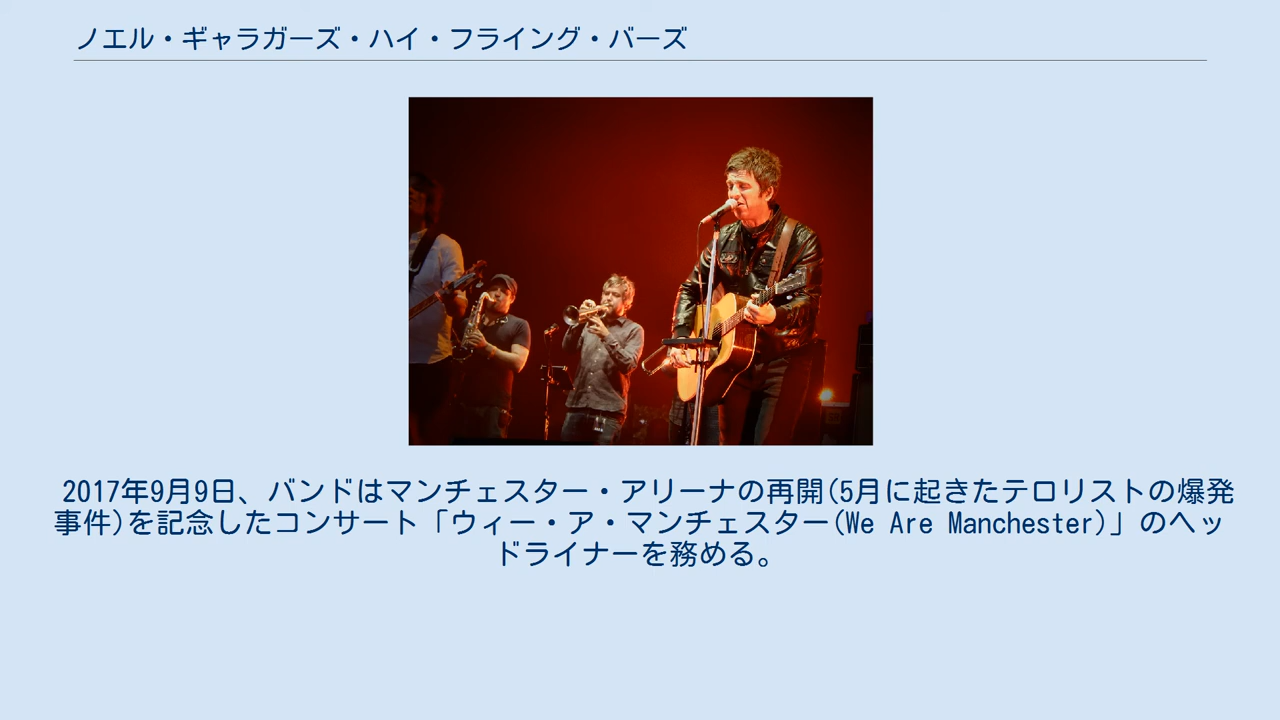 ノエル・ギャラガーズ・ハイ・フライング・バーズ
2017年9月9日、バンドはマンチェスター・アリーナの再開(5月に起きたテロリストの爆発
事件)を記念したコンサート「ウィー・ア・マンチェスター(We Are Manchester)」のヘッ
ドライナーを務める。